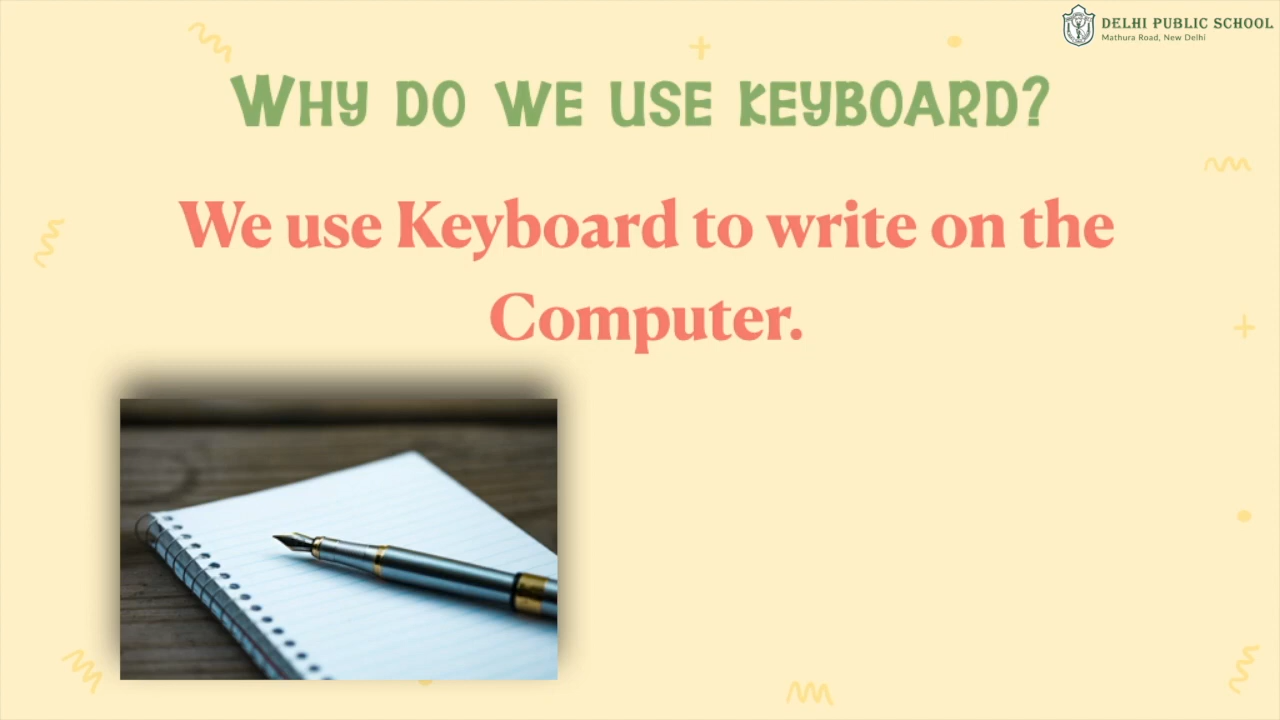 DELHI PUBLIC SCHOOL
Mathura Road, New Delhi
WHY DO WE USE KEYBOARD?
We use Keyboard to write on the
Computer.